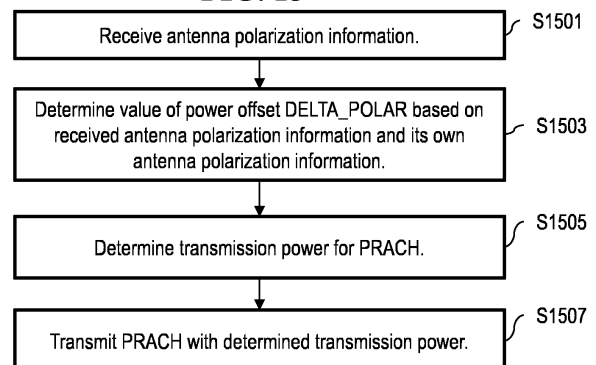 Receive antenna polarization information.
S1501
Determine value of power offset DELTA_POLAR based on
received antenna polarization information and its own
antenna polarization information.
S1503
Determine transmission power for PRACH.
S1505
Transmit PRACH with determined transmission power.
S1507